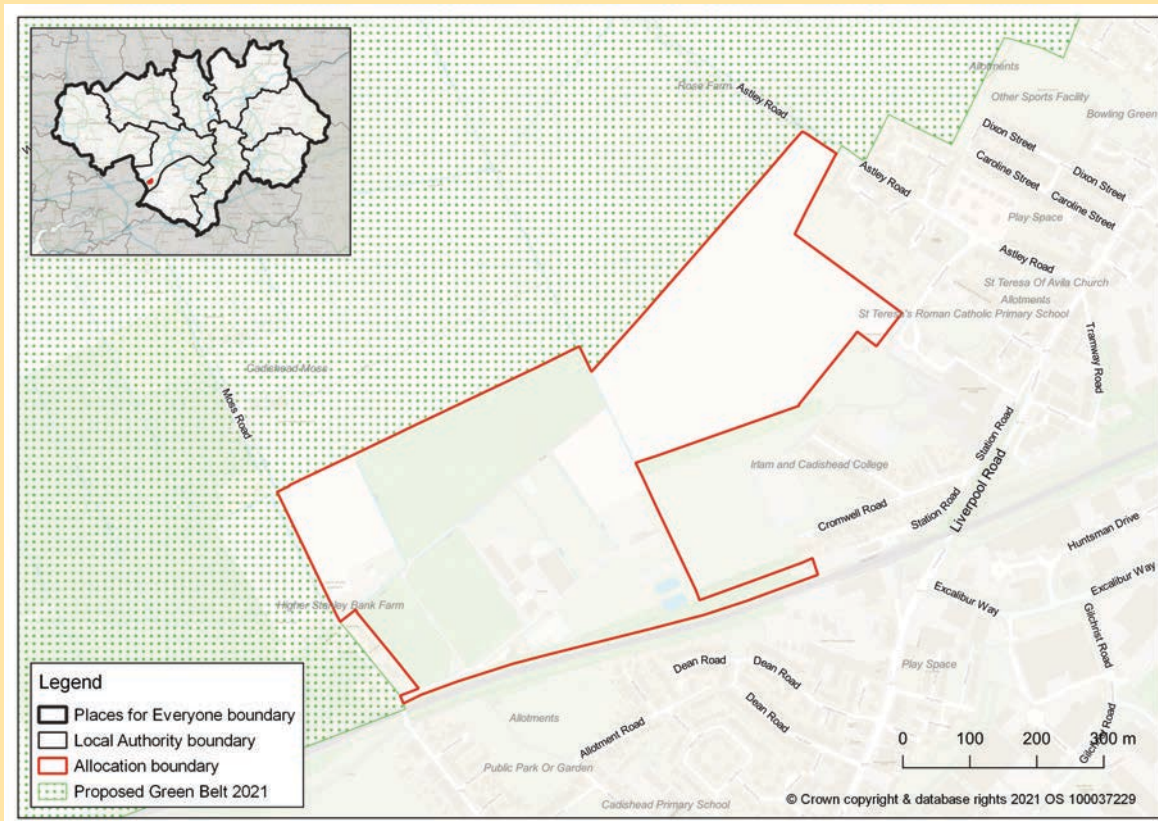 Rose Farm
Astley Road
Allotments
Other Sports Facility
Bowling Green
Dixon Street
Dixon Street
Caroline Street
Caroline Street
Astley Road
Play Space
Astley Road
St Teresa Of Avila Church
Allotments
St Teresa's Roman Catholic Primary School
Tramway Road
Cadishead Moss
Moss Road
Station Road
Liverpool Road
Irlam and Cadishead College
Cromwell Road
Station Road
Huntsman Drive
Excalibur Way
Excalibur Way
Gilchrist Road
Higher Stanley Bank Farm
Dean Road
Dean Road
Dean Road
Play Space
Allotments
Allotment Road
Public Park Or Garden
Cadishead Primary School
Gilchrist Road
Legend
Places for Everyone boundary
Local Authority boundary
Allocation boundary
Proposed Green Belt 2021
0 100 200 300 m
© Crown copyright & database rights 2021 OS 100037229